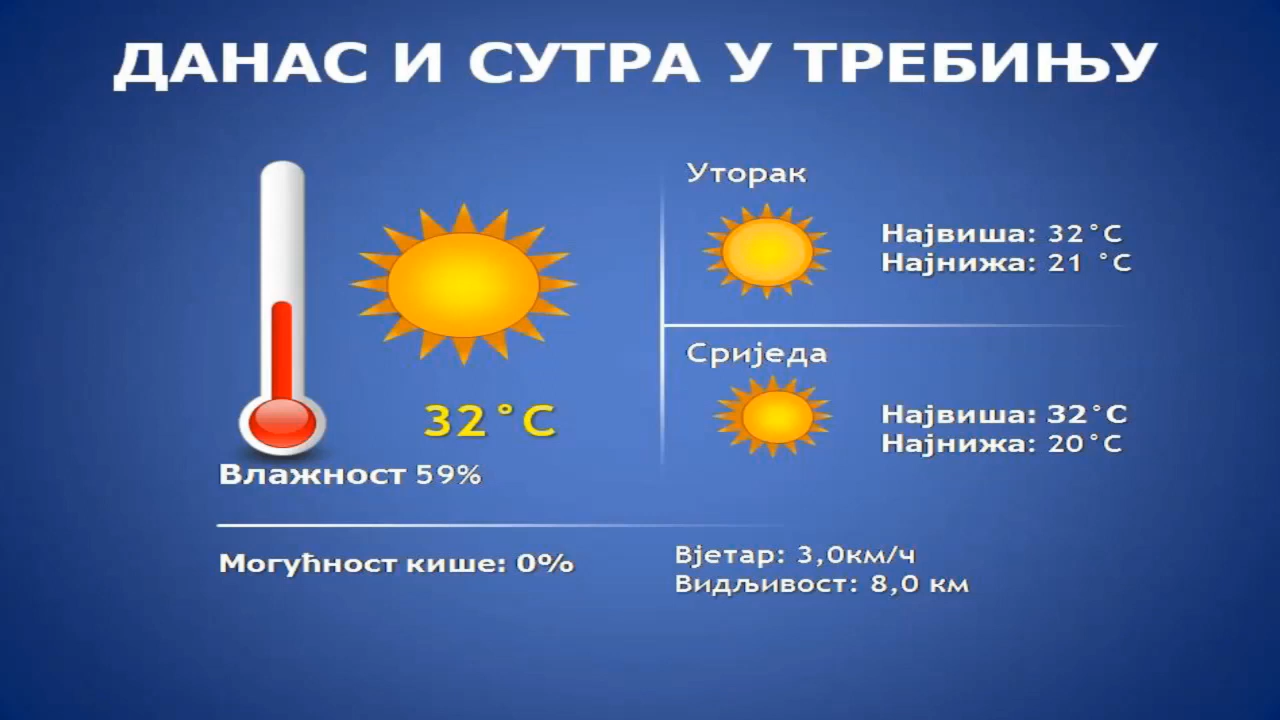 ДАНАС И СУТРА У ТРЕБИЊУ
32°C
Влажност 59%
Уторак
Највиша: 32°C
Најнижа: 21 °C
Сриједа
Највиша: 32°C
Најнижа: 20°C
Могућност кише: 0%
Вјетар: 3,0км/ч
Видљивост: 8,0 км